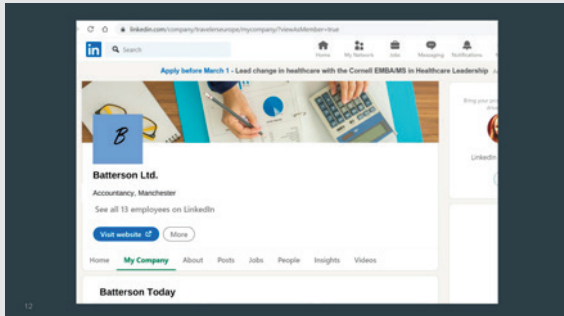 linkedin.com/company/travelerseurope/mycompany/?viewAsMember=true
in
Search
Home
My Network
Jobs
Messaging
Notifications
Apply before March 1 - Lead change in healthcare with the Cornell EMBA/MS in Healthcare Leadership
B
Batterson Ltd.
Accountancy, Manchester
See all 13 employees on LinkedIn
LinkedIn
Visit website
More
Home My Company About Posts Jobs People Insights Videos
Batterson Today
12